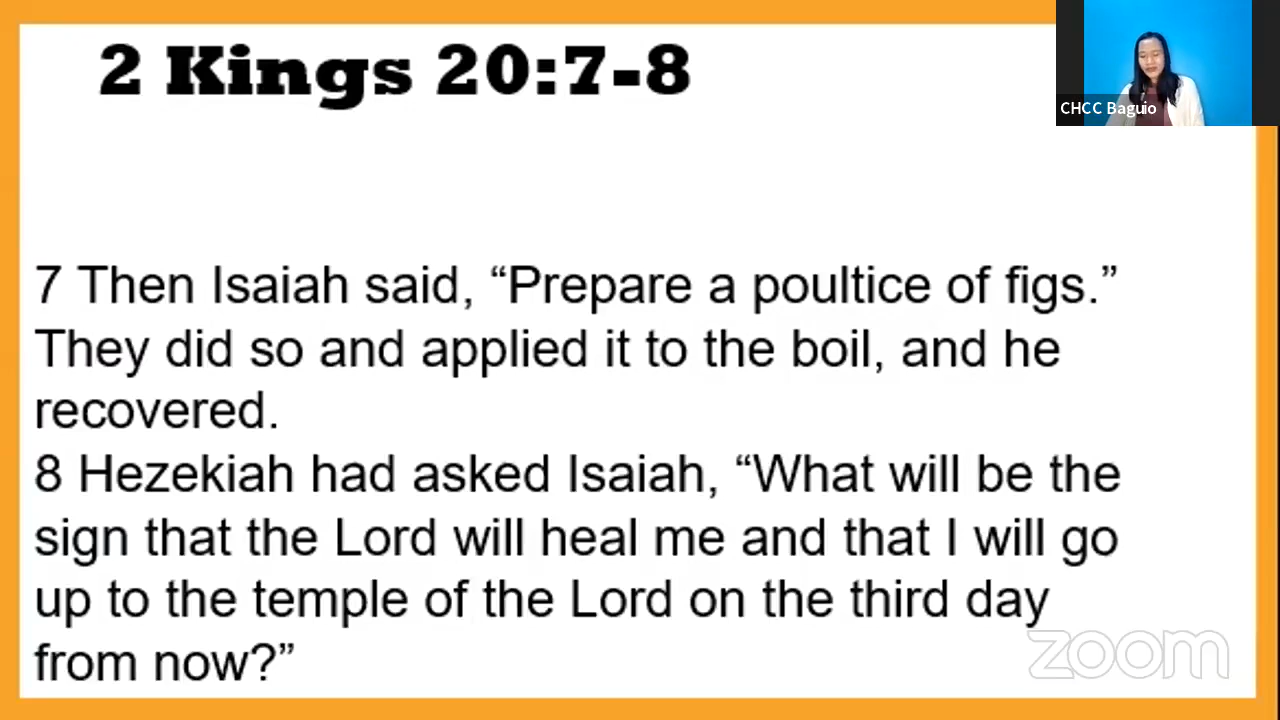 2 Kings 20:7-8
CHCC Baguio
7 Then Isaiah said, “Prepare a poultice of figs.”
They did so and applied it to the boil, and he
recovered.
8 Hezekiah had asked Isaiah, “What will be the
sign that the Lord will heal me and that I will go
up to the temple of the Lord on the third day
from now?”
zoom